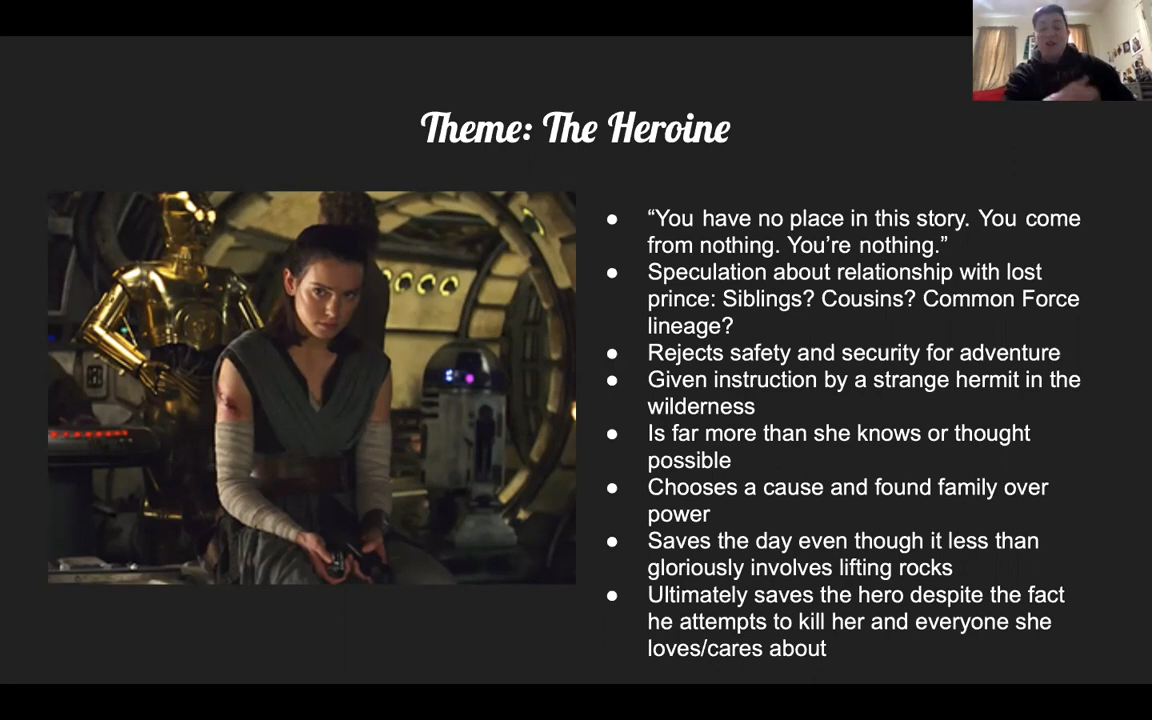 Theme: The Heroine
● “You have no place in this story. You come
from nothing. You’re nothing.”
● Speculation about relationship with lost
prince: Siblings? Cousins? Common Force
lineage?
● Rejects safety and security for adventure
● Given instruction by a strange hermit in the
wilderness
● Is far more than she knows or thought
possible
● Chooses a cause and found family over
power
● Saves the day even though it less than
gloriously involves lifting rocks
● Ultimately saves the hero despite the fact
he attempts to kill her and everyone she
loves/cares about